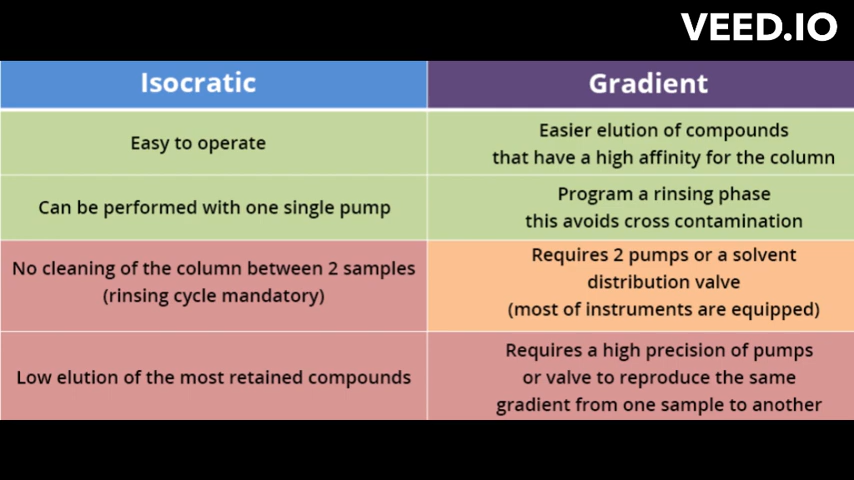 VEED.IO
Isocratic
Gradient
Easy to operate
Easier elution of compounds
that have a high affinity for the column
Can be performed with one single pump
Program a rinsing phase
this avoids cross contamination
No cleaning of the column between 2 samples
(rinsing cycle mandatory)
Requires 2 pumps or a solvent
distribution valve
(most of instruments are equipped)
Low elution of the most retained compounds
Requires a high precision of pumps
or valve to reproduce the same
gradient from one sample to another